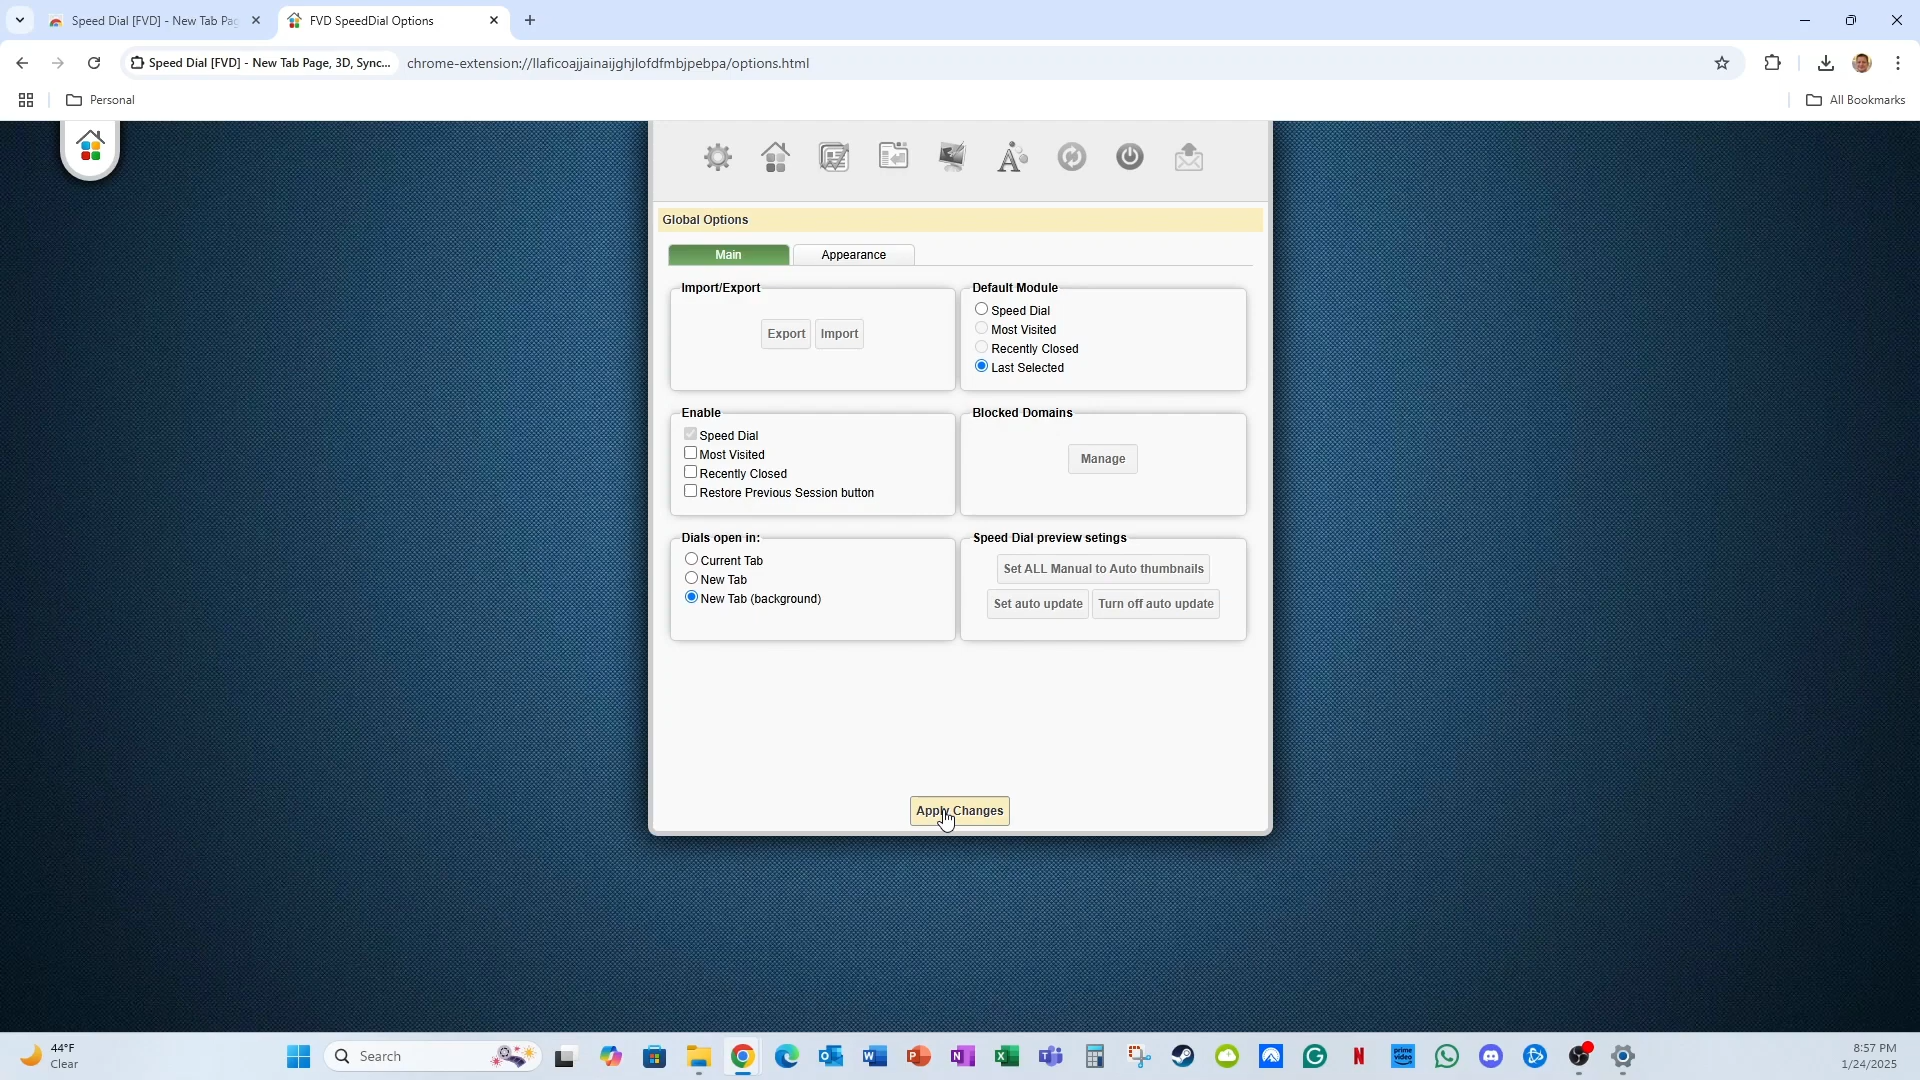 Speed Dial [FVD] - New Tab Pag
FVD SpeedDial Options
Speed Dial [FVD] - New Tab Page, 3D, Sync...
chrome-extension://llaficoajjainaijghjlofdfmbjpebpa/options.html
Personal
All Bookmarks
Global Options
Main
Appearance
Import/Export
Export
Import
Default Module
Speed Dial
Most Visited
Recently Closed
Last Selected
Enable
Speed Dial
Most Visited
Recently Closed
Restore Previous Session button
Blocked Domains
Manage
Dials open in:
Current Tab
New Tab
New Tab (background)
Speed Dial preview setings
Set ALL Manual to Auto thumbnails
Set auto update
Turn off auto update
Apply Changes
44°F
Clear
Search
prime video
8:57 PM
1/24/2025